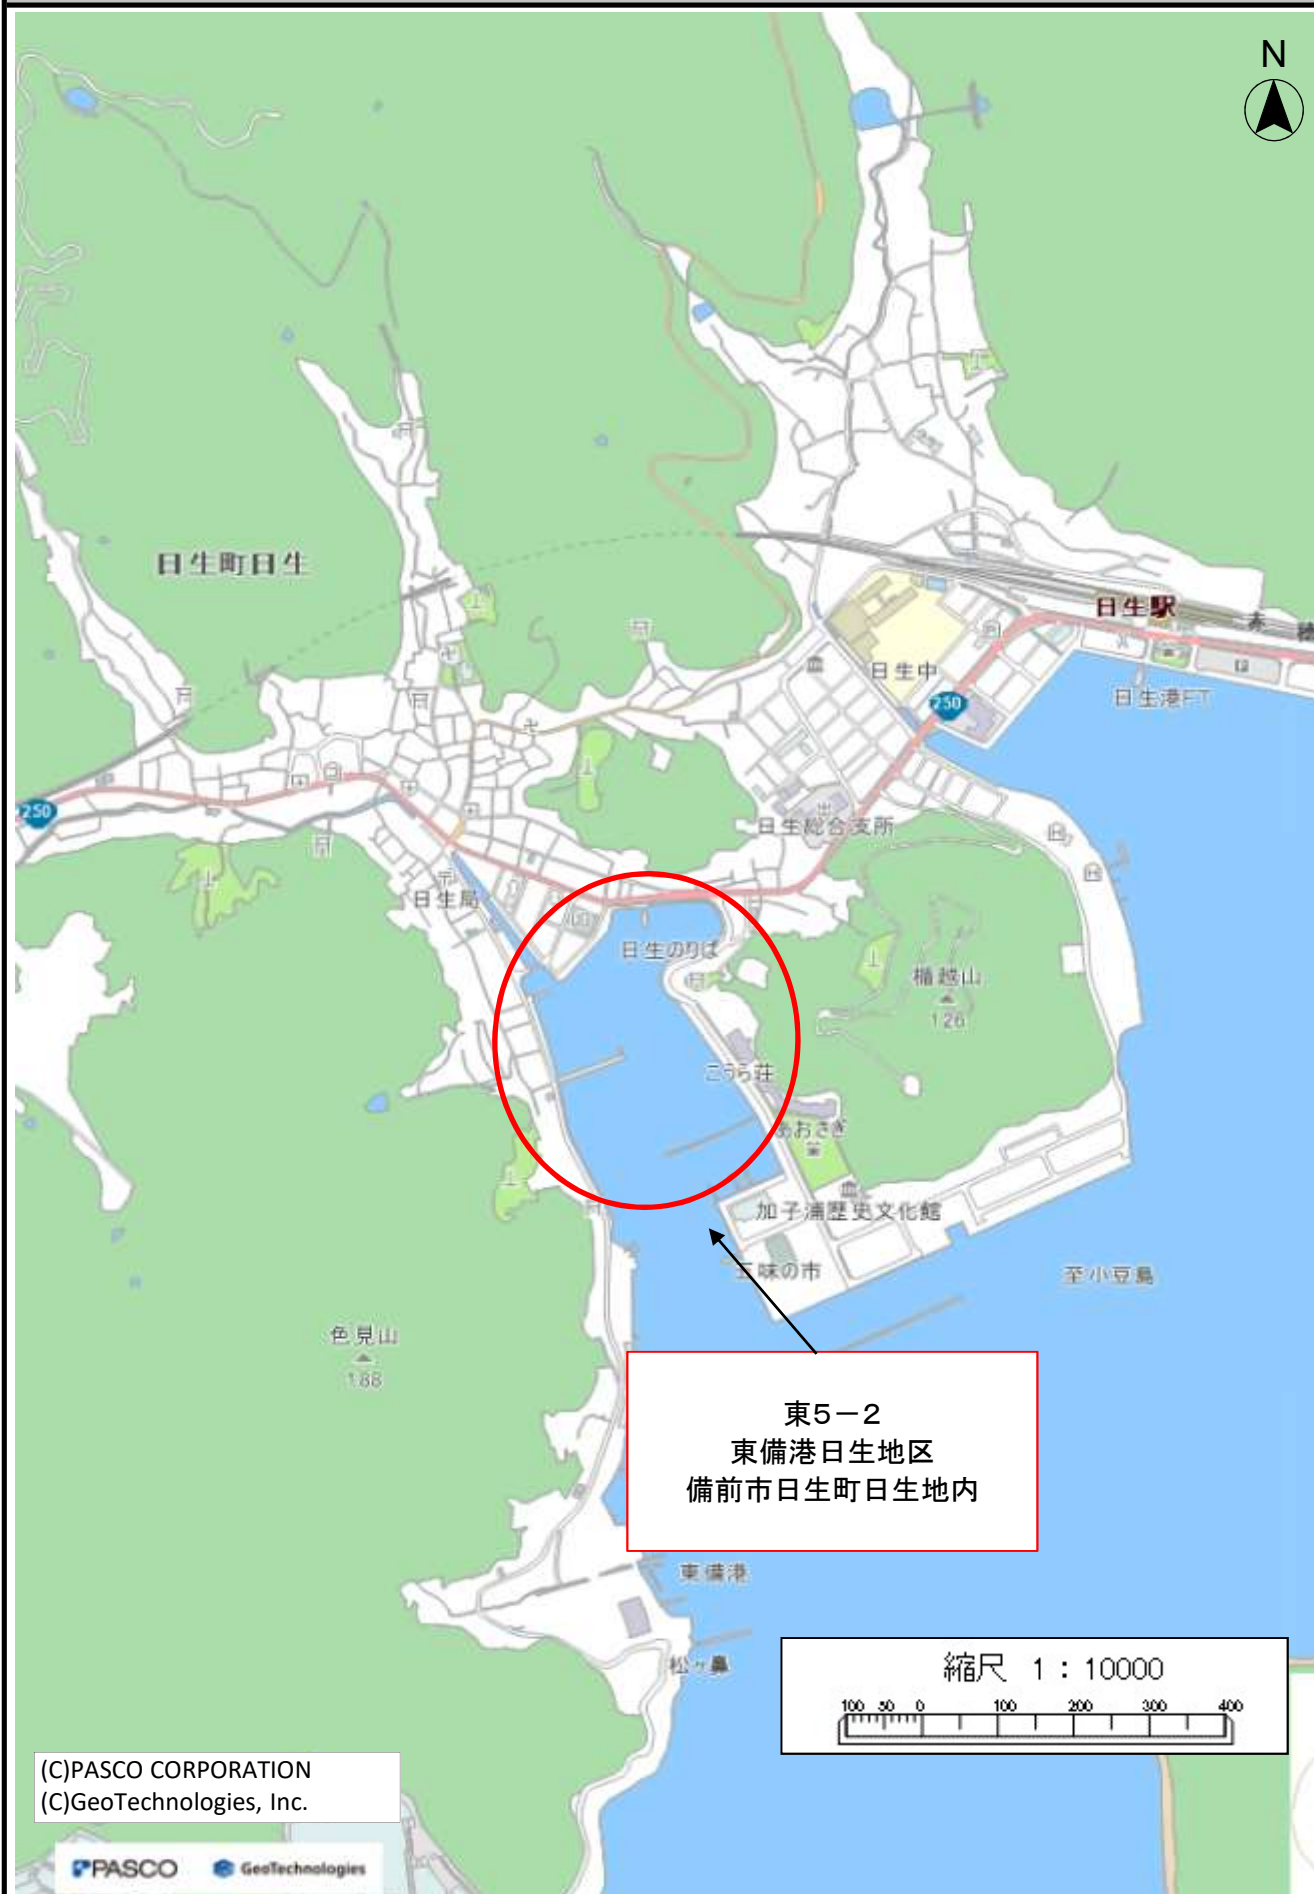 N
日生町日生
日生駅
赤
穂
日生中
250
日生港FT
250
日生総合支所
日生局
日生のりば
楯越山
126
こうら荘
あおさぎ
荘
加子浦歴史文化館
五味の市
至小豆島
色見山
188
東5-2
東備港日生地区
備前市日生町日生地内
東備港
松ヶ鼻
縮尺 1:10000
100 50 0 100 200 300 400
(C)PASCO CORPORATION
(C)GeoTechnologies, Inc.
PASCO GeoTechnologies